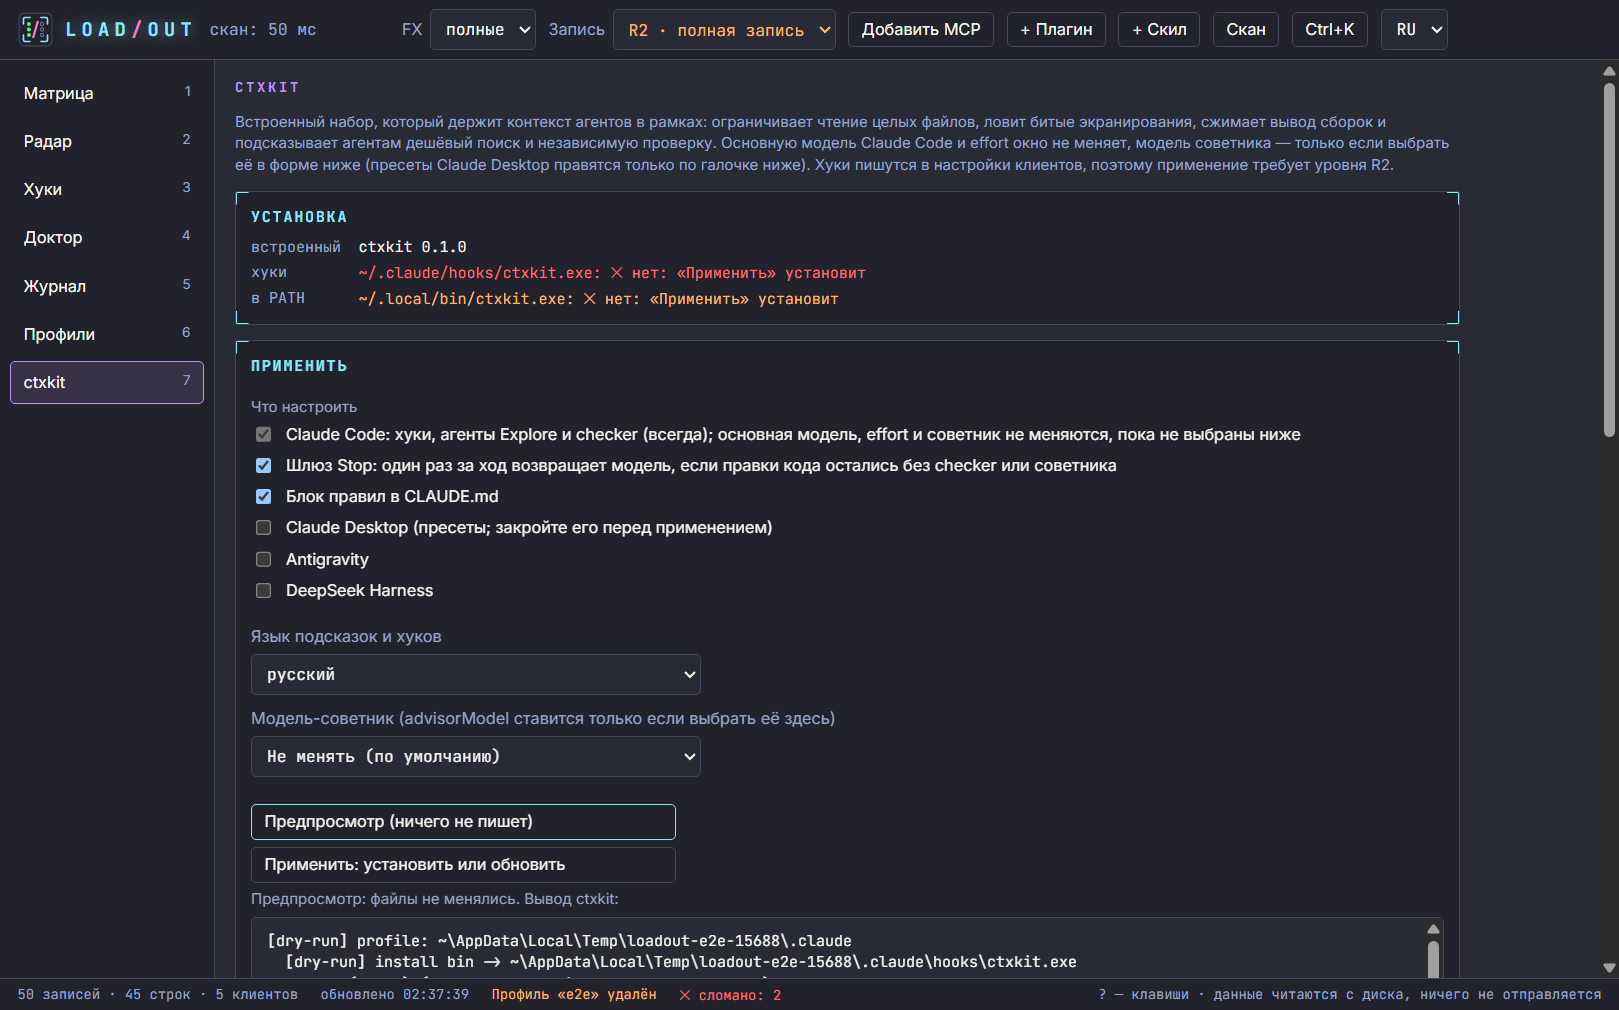 LOAD/OUT скан: 50 мс FX полные Запись R2 · полная запись Добавить MCP + Плагин + Скил Скан Ctrl+K RU
Матрица 1
Радар 2
Хуки 3
Доктор 4
Журнал 5
Профили 6
ctxkit 7
CTXKIT
Встроенный набор, который держит контекст агентов в рамках: ограничивает чтение целых файлов, ловит битые экранирования, сжимает вывод сборок и
подсказывает агентам дешёвый поиск и независимую проверку. Основную модель Claude Code и effort окно не меняет, модель советника — только если выбрать
её в форме ниже (пресеты Claude Desktop правятся только по галочке ниже). Хуки пишутся в настройки клиентов, поэтому применение требует уровня R2.
УСТАНОВКА
встроенный ctxkit 0.1.0
хуки ~/.claude/hooks/ctxkit.exe: ✕ нет: «Применить» установит
в PATH ~/.local/bin/ctxkit.exe: ✕ нет: «Применить» установит
ПРИМЕНИТЬ
Что настроить
Claude Code: хуки, агенты Explore и checker (всегда); основная модель, effort и советник не меняются, пока не выбраны ниже
Шлюз Stop: один раз за ход возвращает модель, если правки кода остались без checker или советника
Блок правил в CLAUDE.md
Claude Desktop (пресеты; закройте его перед применением)
Antigravity
DeepSeek Harness
Язык подсказок и хуков
русский
Модель-советник (advisorModel ставится только если выбрать её здесь)
Не менять (по умолчанию)
Предпросмотр (ничего не пишет)
Применить: установить или обновить
Предпросмотр: файлы не менялись. Вывод ctxkit:
[dry-run] profile: ~\AppData\Local\Temp\loadout-e2e-15688\.claude
[dry-run] install bin —> ~\AppData\Local\Temp\loadout-e2e-15688\.claude\hooks\ctxkit.exe
50 записей · 45 строк · 5 клиентов обновлено 02:37:39 Профиль «e2e» удалён ✕ сломано: 2 ? — клавиши · данные читаются с диска, ничего не отправляется